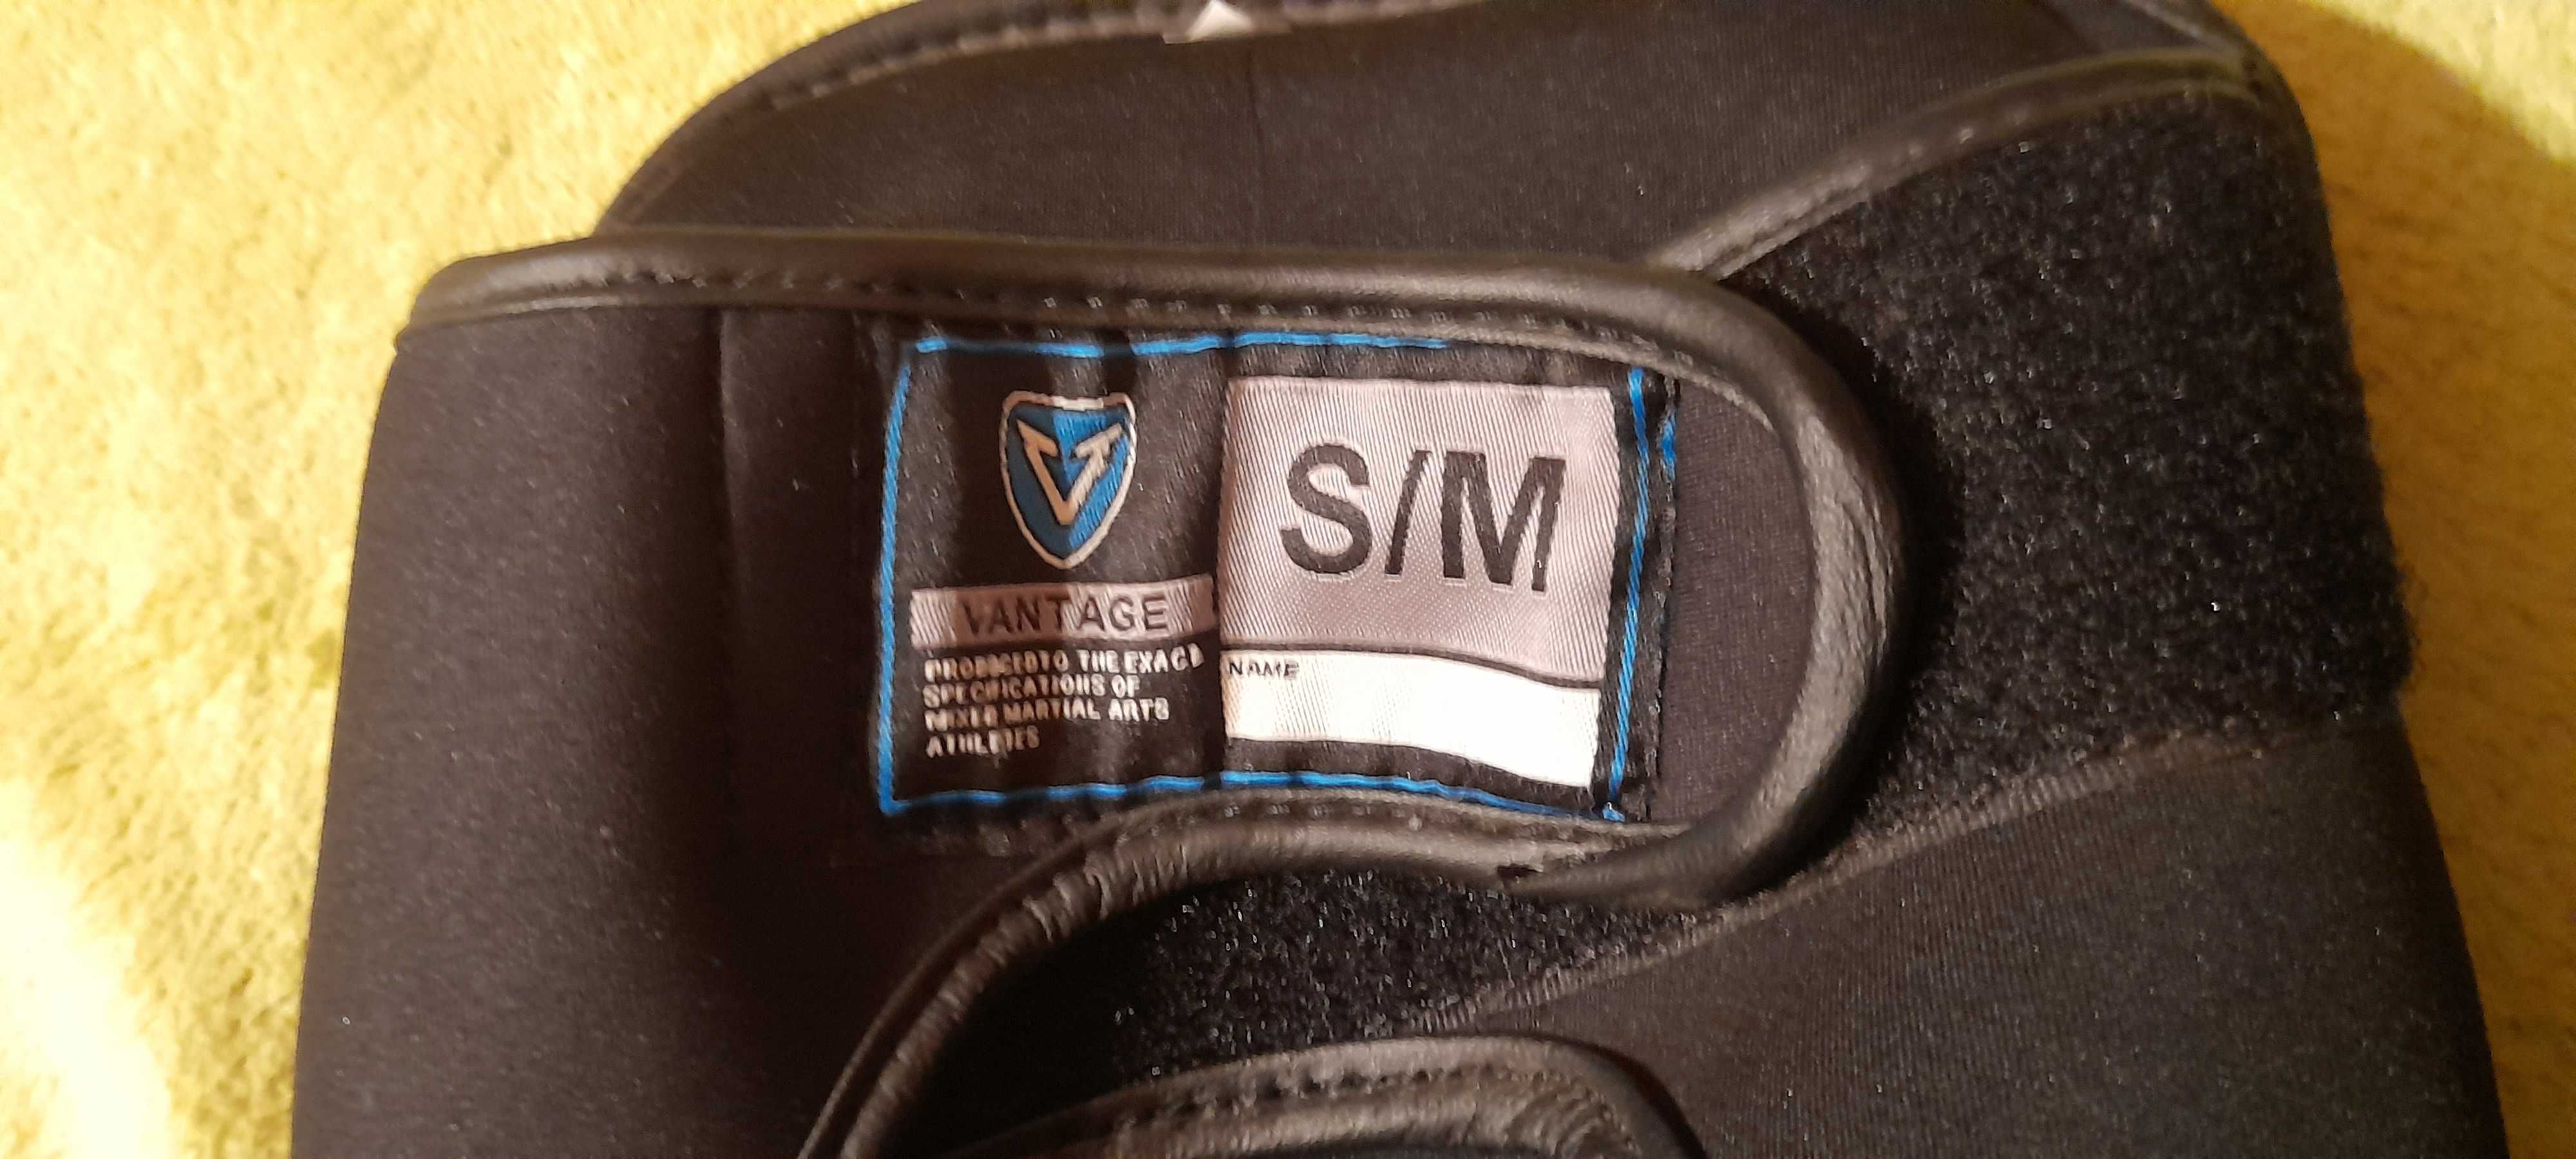 VANTAGE
PRODUCED TO THE EXACT
SPECIFICATIONS OF
MIXED MARTIAL ARTS
ATHLETES
S/M
NAME